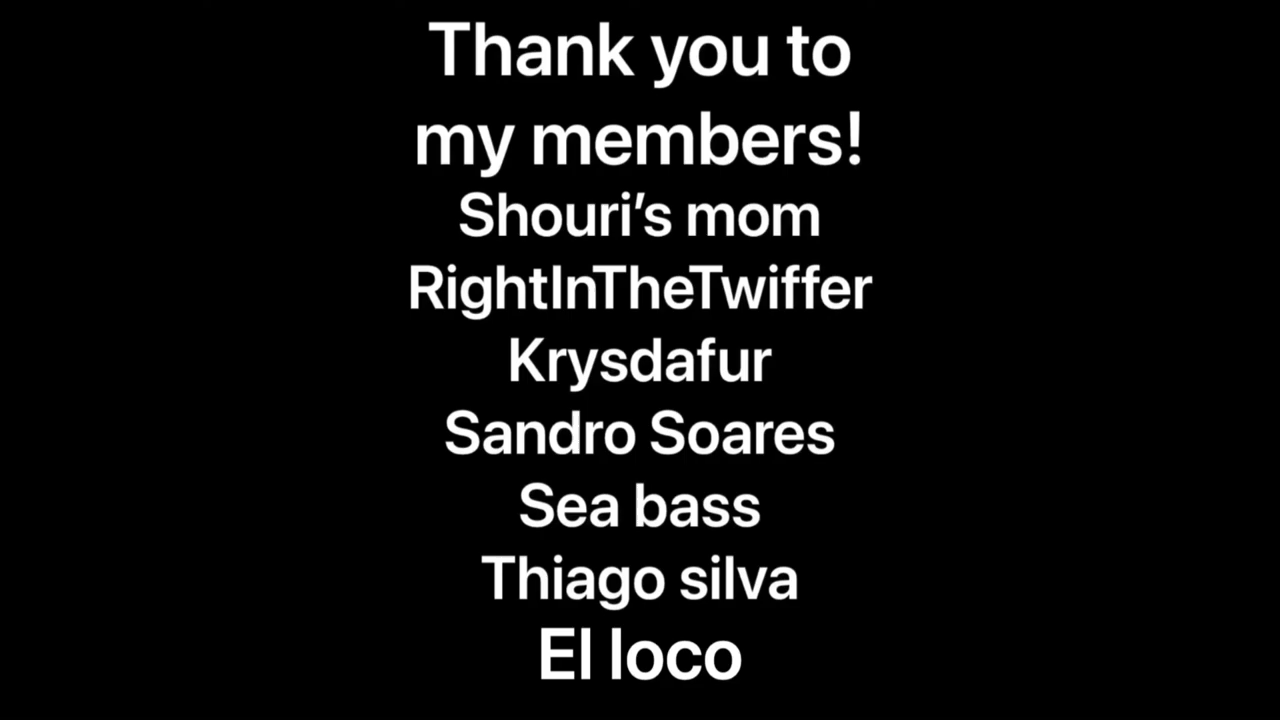 Thank you to
my members!
Shouri’s mom
RightInTheTwiffer
Krysdafur
Sandro Soares
Sea bass
Thiago silva
El loco